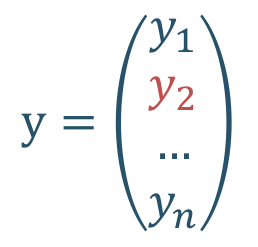 y = (
y₁
y₂
...
yₙ
)